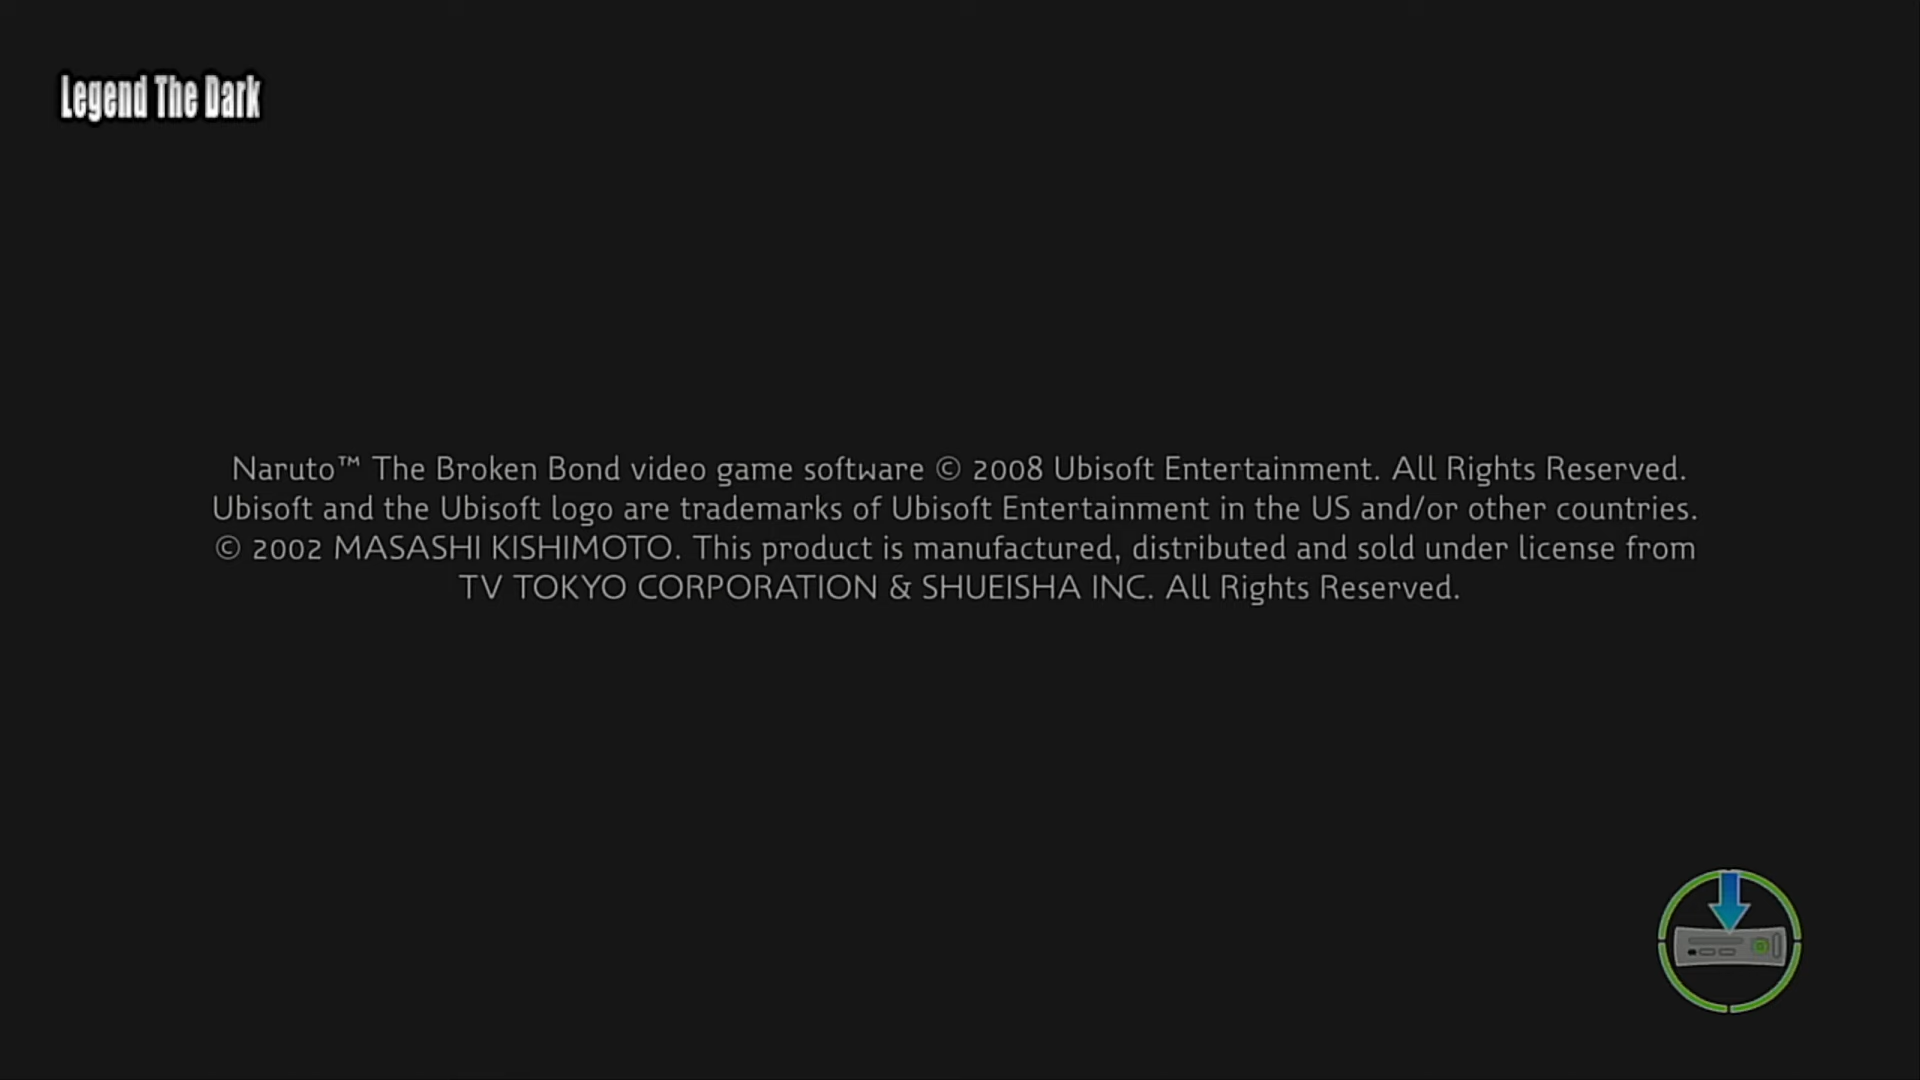 Legend The Dark
Naruto™ The Broken Bond video game software © 2008 Ubisoft Entertainment. All Rights Reserved.
Ubisoft and the Ubisoft logo are trademarks of Ubisoft Entertainment in the US and/or other countries.
© 2002 MASASHI KISHIMOTO. This product is manufactured, distributed and sold under license from
TV TOKYO CORPORATION & SHUEISHA INC. All Rights Reserved.